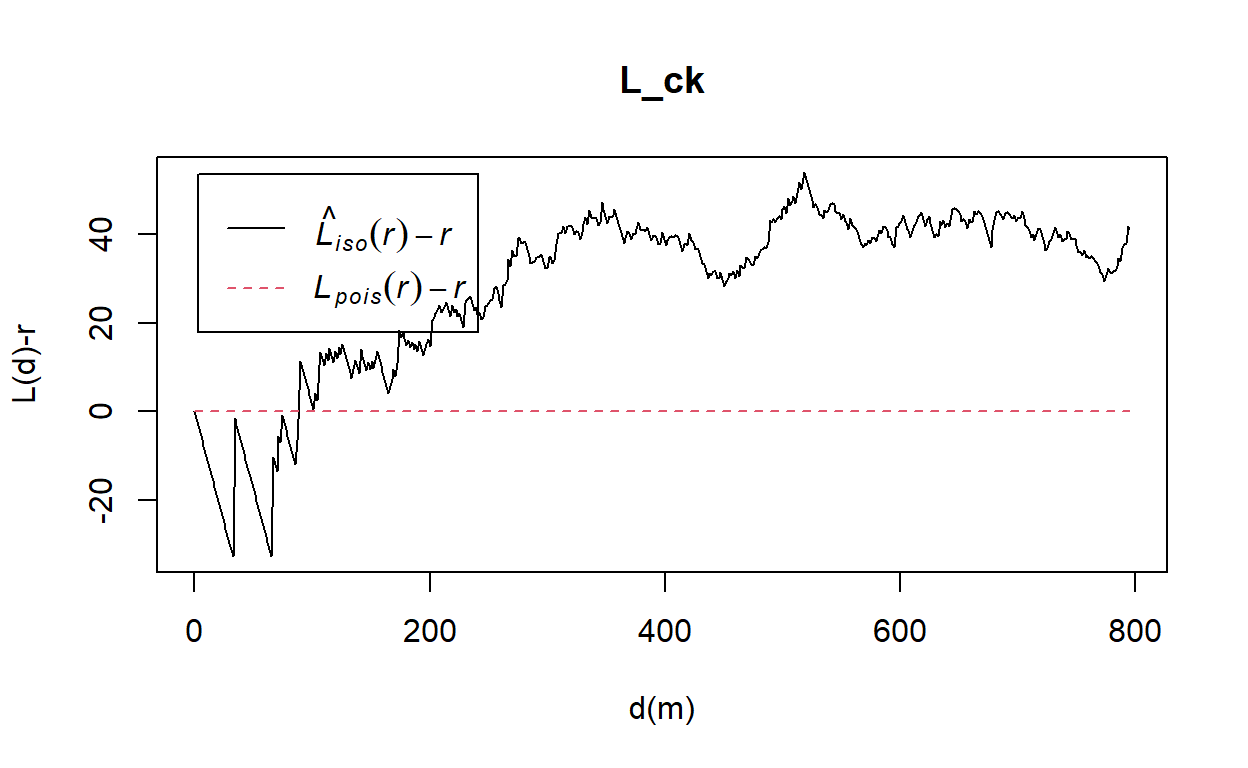 L_ck
L̂iso(r) – r
Lpois(r) – r
L(d)-r
40
20
0
-20
0 200 400 600 800
d(m)